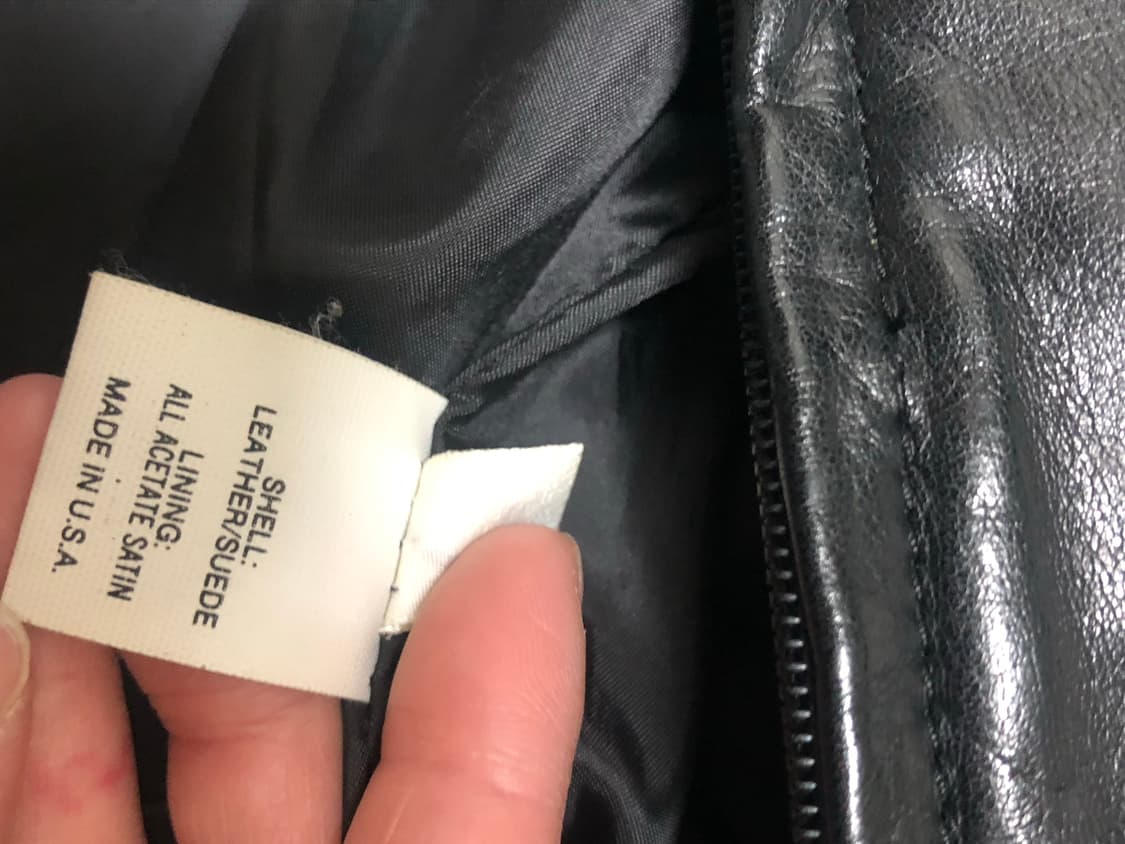 SHELL:
LEATHER/SUEDE
LINING:
ALL ACETATE SATIN
MADE IN U.S.A.